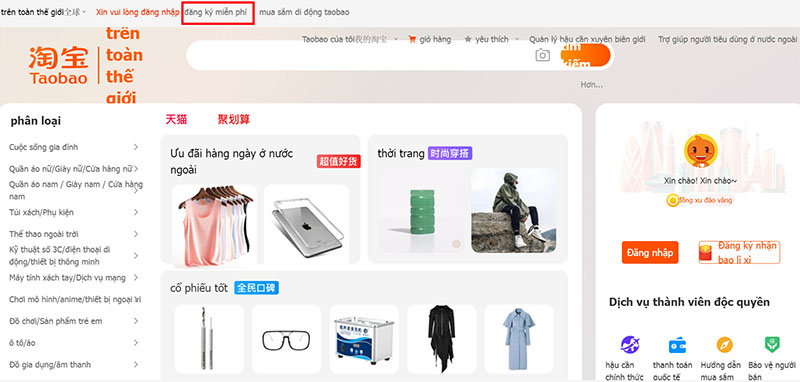 trên toàn thế giới全球 Xin vui lòng đăng nhập đăng ký miễn phí mua sắm di động taobao
Taobao của tôi我的淘宝 giỏ hàng yêu thích Quản lý hậu cần xuyên biên giới Trợ giúp người tiêu dùng ở nước ngoài
淘宝
Taobao
trên
toàn
thế
giới
tìm
kiếm
Hơn...
phân loại
Cuộc sống gia đình
Quần áo nữ/Giày nữ/Cửa hàng nữ
Quần áo nam / Giày nam / Cửa hàng
nam
Túi xách/Phụ kiện
Thể thao ngoài trời
Kỹ thuật số 3C/điện thoại di
động/thiết bị thông minh
Máy tính xách tay/Dịch vụ mạng
Chơi mô hình/anime/thiết bị ngoại vi
Đồ chơi/Sản phẩm trẻ em
ô tô/áo
Đồ gia dụng/âm thanh
天猫 聚划算
Ưu đãi hàng ngày ở nước
ngoài
超值好货
thời trang 时尚穿搭
cổ phiếu tốt 全民口碑
Xin chào! Xin chào~
đồng xu đào vàng
Đăng nhập
Đăng ký nhận
bao lì xì
Dịch vụ thành viên độc quyền
hậu cần
chính thức
thanh toán
quốc tế
Hướng dẫn
mua sắm
Bảo vệ người
bán